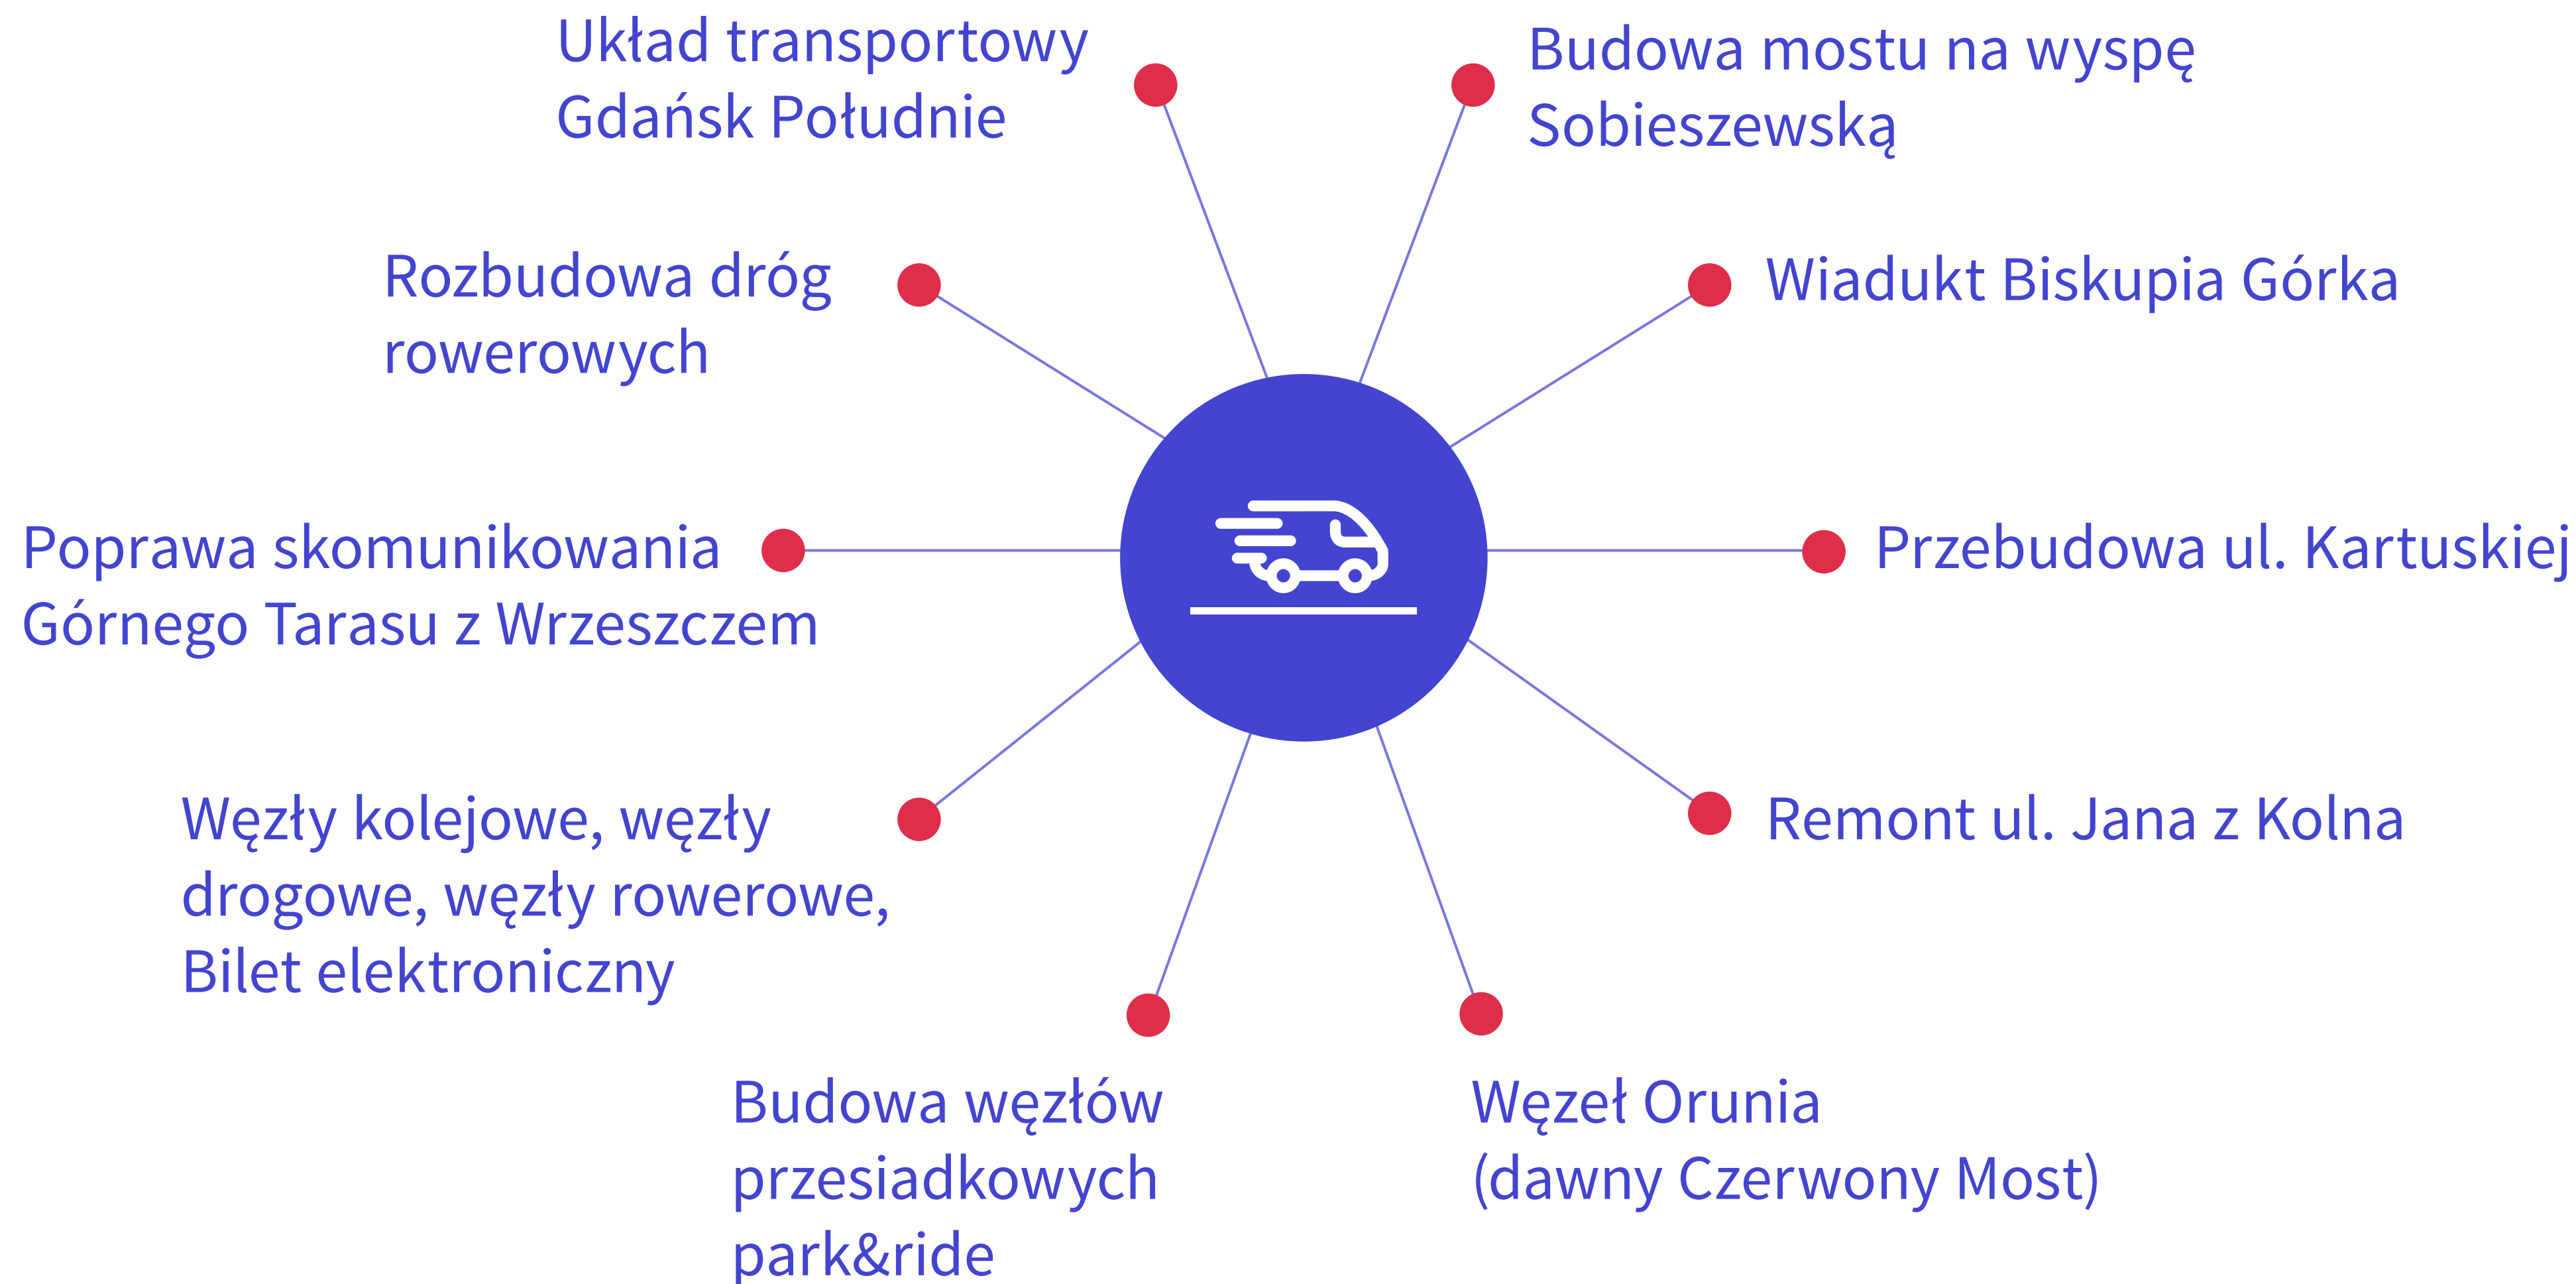 Układ transportowy
Gdańsk Południe
Budowa mostu na wyspę
Sobieszewską
Rozbudowa dróg
rowerowych
Wiadukt Biskupia Górka
Poprawa skomunikowania
Górnego Tarasu z Wrzeszczem
Przebudowa ul. Kartuskiej
Węzły kolejowe, węzły
drogowe, węzły rowerowe,
Bilet elektroniczny
Remont ul. Jana z Kolna
Budowa węzłów
przesiadkowych
park&ride
Węzeł Orunia
(dawny Czerwony Most)